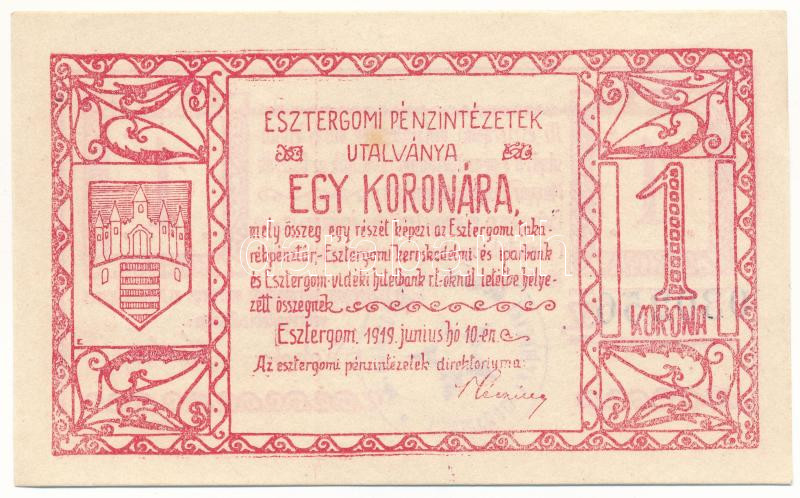 ESZTERGOMI PÉNZINTÉZETEK
UTALVÁNYA
EGY KORONÁRA,
mely összeg egy részét képezi az Esztergomi Taka-
rékpénztár,- Esztergomi kereskedelmi- és iparbank
és Esztergom-vidéki hitelbank rt.-oknál letétbe helye-
zett összegnek
Esztergom, 1919. junius hó 10-én
Az esztergomi pénzintézetek direktoriyma:
1
KORONA
E.